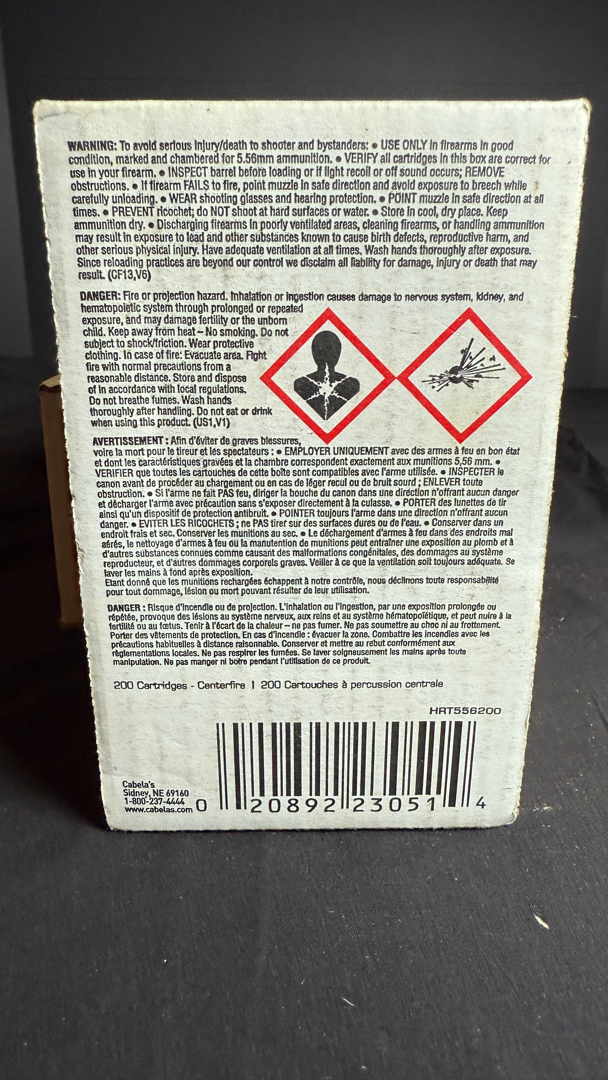 WARNING: To avoid serious injury/death to shooter and bystanders: • USE ONLY in firearms in good
condition, marked and chambered for 5.56mm ammunition. • VERIFY all cartridges in this box are correct for
use in your firearm. • INSPECT barrel before loading or if light recoil or off sound occurs; REMOVE
obstructions. • If firearm FAILS to fire, point muzzle in safe direction and avoid exposure to breech while
carefully unloading. • WEAR shooting glasses and hearing protection. • POINT muzzle in safe direction at all
times. • PREVENT ricochet; do NOT shoot at hard surfaces or water. • Store in cool, dry place. Keep
ammunition dry. • Discharging firearms in poorly ventilated areas, cleaning firearms, or handling ammunition
may result in exposure to lead and other substances known to cause birth defects, reproductive harm, and
other serious physical injury. Have adequate ventilation at all times. Wash hands thoroughly after exposure.
Since reloading practices are beyond our control we disclaim all liability for damage, injury or death that may
result. (CF13,V6)
DANGER: Fire or projection hazard. Inhalation or ingestion causes damage to nervous system, kidney, and
hematopoietic system through prolonged or repeated
exposure, and may damage fertility or the unborn
child. Keep away from heat – No smoking. Do not
subject to shock/friction. Wear protective
clothing. In case of fire: Evacuate area. Fight
fire with normal precautions from a
reasonable distance. Store and dispose
of in accordance with local regulations.
Do not breathe fumes. Wash hands
thoroughly after handling. Do not eat or drink
when using this product. (US1,V1)
AVERTISSEMENT : Afin d'éviter de graves blessures,
voire la mort pour le tireur et les spectateurs : • EMPLOYER UNIQUEMENT avec des armes à feu en bon état
et dont les caractéristiques gravées et la chambre correspondent exactement aux munitions 5,56 mm. •
VERIFIER que toutes les cartouches de cette boîte sont compatibles avec l'arme utilisée. • INSPECTER le
canon avant de procéder au chargement ou en cas de léger recul ou de bruit sourd ; ENLEVER toute
obstruction. • Si l'arme ne fait PAS feu, diriger la bouche du canon dans une direction n'offrant aucun danger
et décharger l'arme avec précaution sans s'exposer directement à la culasse. • PORTER des lunettes de tir
ainsi qu'un dispositif de protection antibruit. • POINTER toujours l'arme dans une direction n'offrant aucun
danger. • EVITER LES RICOCHETS ; ne PAS tirer sur des surfaces dures ou de l'eau. • Conserver dans un
endroit frais et sec. Conserver les munitions au sec. • Le déchargement d'armes à feu dans des endroits mal
aérés, le nettoyage d'armes à feu ou la manutention de munitions peut entraîner une exposition au plomb et à
d'autres substances connues comme causant des malformations congénitales, des dommages au système
reproducteur, et d'autres dommages corporels graves. Veiller à ce que la ventilation soit toujours adéquate. Se
laver les mains à fond après exposition.
Etant donné que les munitions rechargées échappent à notre contrôle, nous déclinons toute responsabilité
pour tout dommage, lésion ou mort pouvant résulter de leur utilisation.
DANGER : Risque d'incendie ou de projection. L'inhalation ou l'ingestion, par une exposition prolongée ou
répétée, provoque des lésions au système nerveux, aux reins et au système hématopoïétique, et peut nuire à la
fertilité ou au fœtus. Tenir à l'écart de la chaleur – ne pas fumer. Ne pas soumettre au choc ni au frottement.
Porter des vêtements de protection. En cas d'incendie : évacuer la zone. Combattre les incendies avec les
précautions habituelles à distance raisonnable. Conserver et mettre au rebut conformément aux
règlementations locales. Ne pas respirer les fumées. Se laver soigneusement les mains après toute
manipulation. Ne pas manger ni boire pendant l'utilisation de ce produit.
200 Cartridges - Centerfire | 200 Cartouches à percussion centrale
HRT556200
Cabela's
Sidney, NE 69160
1-800-237-4444
www.cabelas.com
0 20892 23051 4